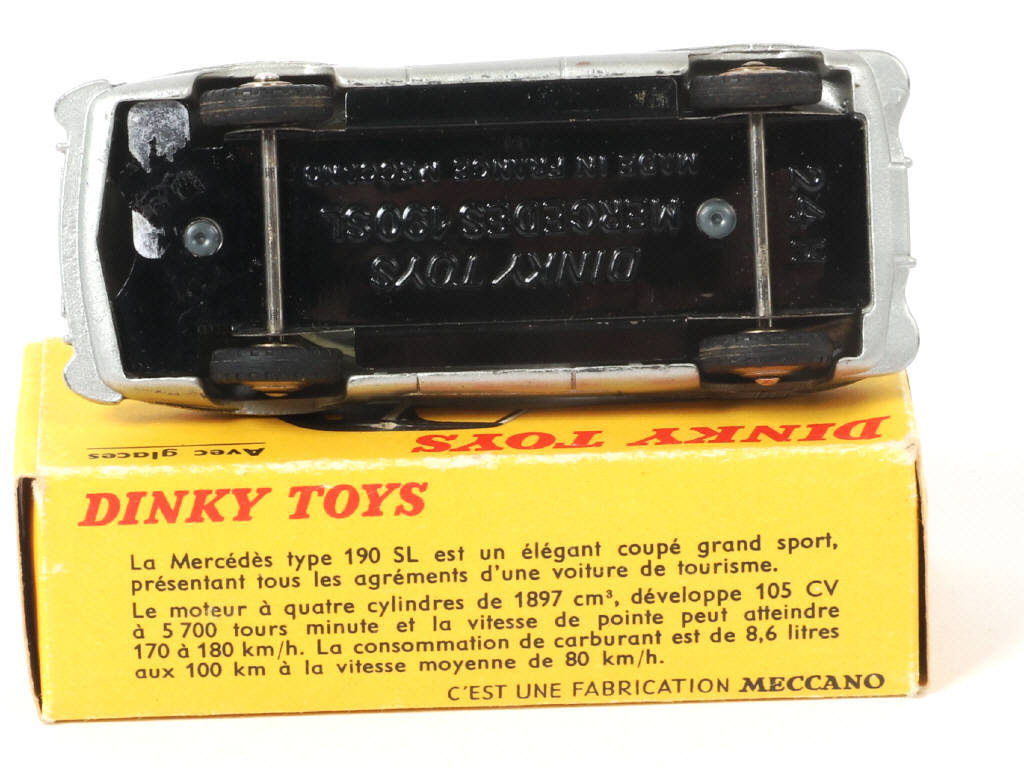 24H
DINKY TOYS
MERCEDES 190 SL
MADE IN FRANCE MECCANO
DINKY TOYS
Avec glaces
DINKY TOYS
La Mercédès type 190 SL est un élégant coupé grand sport,
présentant tous les agréments d'une voiture de tourisme.
Le moteur à quatre cylindres de 1897 cm³, développe 105 CV
à 5 700 tours minute et la vitesse de pointe peut atteindre
170 à 180 km/h. La consommation de carburant est de 8,6 litres
aux 100 km à la vitesse moyenne de 80 km/h.
C'EST UNE FABRICATION MECCANO